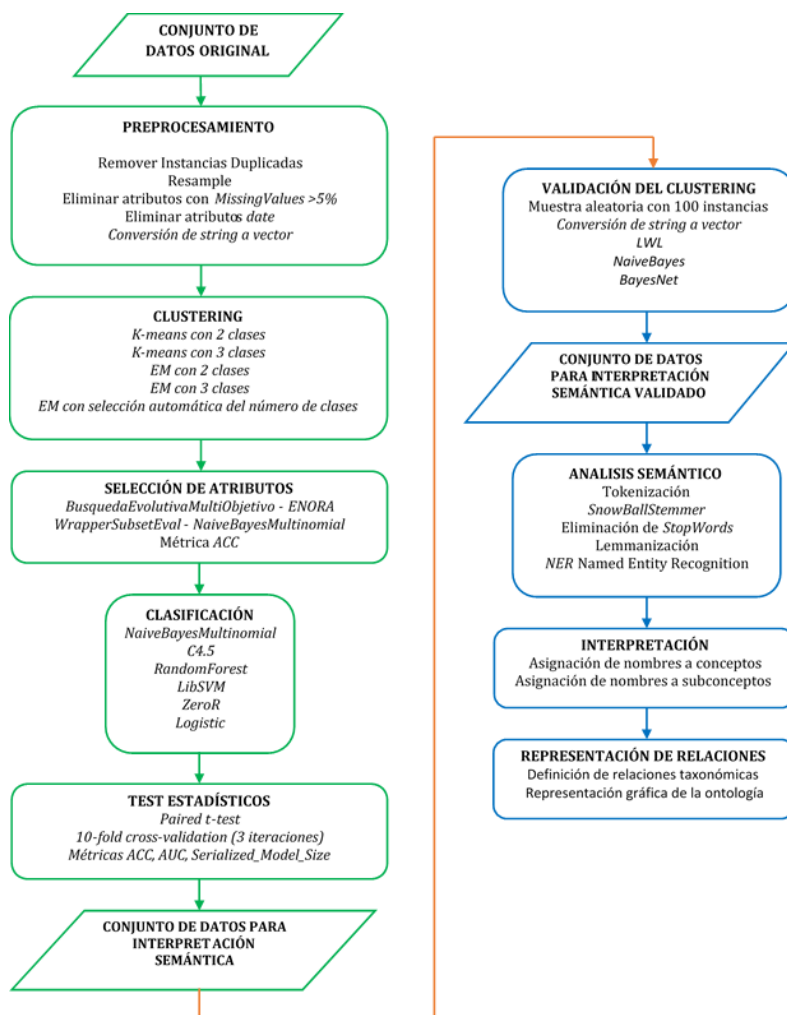 CONJUNTO DE
DATOS ORIGINAL
PREPROCESAMIENTO
Remover Instancias Duplicadas
Resample
Eliminar atributos con MissingValues >5%
Eliminar atributos date
Conversión de string a vector
CLUSTERING
K-means con 2 clases
K-means con 3 clases
EM con 2 clases
EM con 3 clases
EM con selección automática del número de clases
SELECCIÓN DE ATRIBUTOS
BusquedaEvolutivaMultiObjetivo - ENORA
WrapperSubsetEval - NaiveBayesMultinomial
Métrica ACC
CLASIFICACIÓN
NaiveBayesMultinomial
C4.5
RandomForest
LibSVM
ZeroR
Logistic
TEST ESTADÍSTICOS
Paired t-test
10-fold cross-validation (3 iteraciones)
Métricas ACC, AUC, Serialized_Model_Size
CONJUNTO DE DATOS PARA
INTERPRETACIÓN
SEMÁNTICA
VALIDACIÓN DEL CLUSTERING
Muestra aleatoria con 100 instancias
Conversión de string a vector
LWL
NaiveBayes
BayesNet
CONJUNTO DE DATOS
PARA INTERPRETACIÓN
SEMÁNTICA VALIDADO
ANALISIS SEMÁNTICO
Tokenización
SnowBallStemmer
Eliminación de StopWords
Lemmanización
NER Named Entity Recognition
INTERPRETACIÓN
Asignación de nombres a conceptos
Asignación de nombres a subconceptos
REPRESENTACIÓN DE RELACIONES
Definición de relaciones taxonómicas
Representación gráfica de la ontología